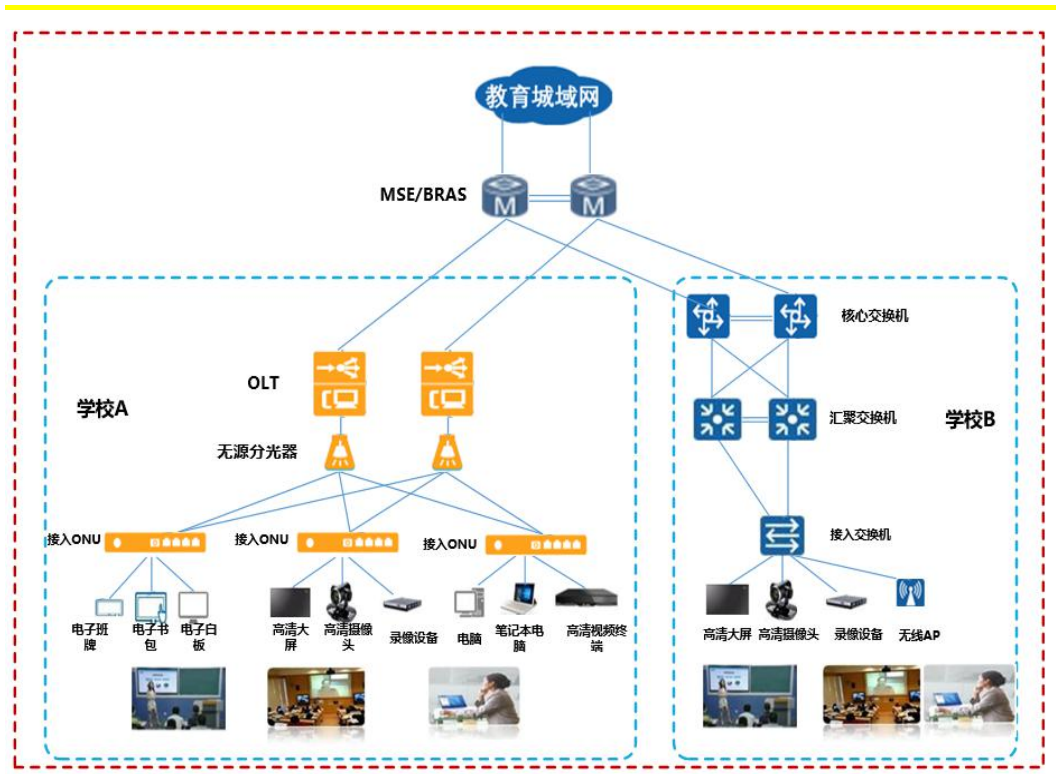 教育城域网
MSE/BRAS
M
M
核心交换机
OLT
学校A
汇聚交换机
学校B
无源分光器
接入ONU
接入ONU
接入ONU
接入交换机
电子班
牌
电子书
包
电子白
板
高清大
屏
高清摄像
头
录像设备
电脑
笔记本电
脑
高清视频终
端
高清大屏
高清摄像头
录像设备
无线AP